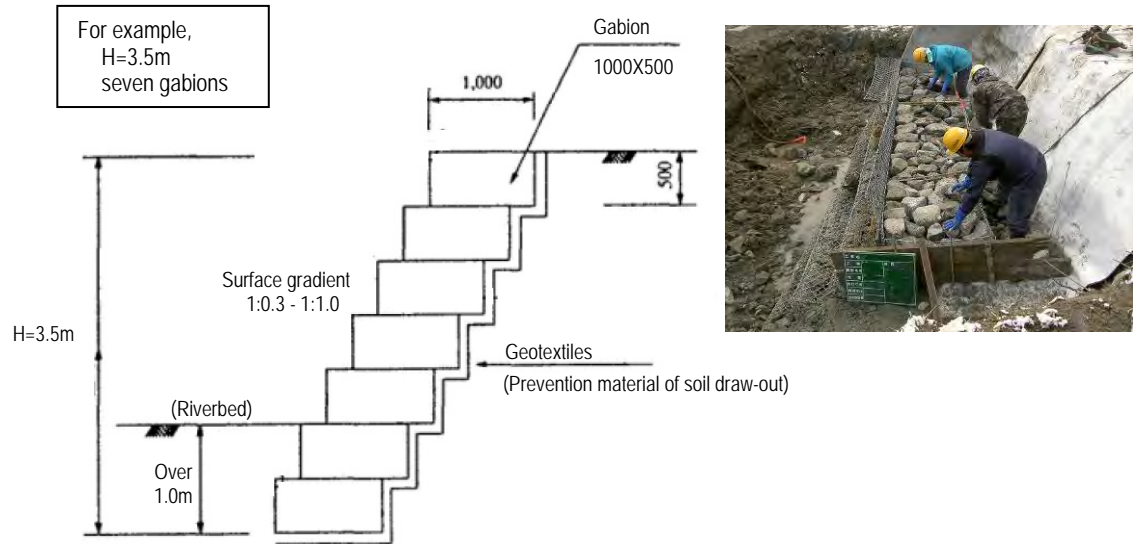 For example,
H=3.5m
seven gabions
Gabion
1000X500
1,000
500
Surface gradient
1:0.3 - 1:1.0
H=3.5m
Geotextiles
(Prevention material of soil draw-out)
(Riverbed)
Over
1.0m